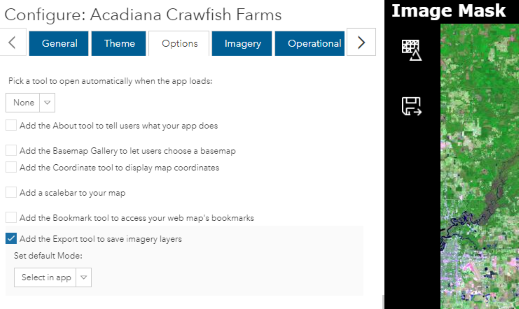 Configure: Acadiana Crawfish Farms
General
Theme
Options
Imagery
Operational
Pick a tool to open automatically when the app loads:
None
Add the About tool to tell users what your app does
Add the Basemap Gallery to let users choose a basemap
Add the Coordinate tool to display map coordinates
Add a scalebar to your map
Add the Bookmark tool to access your web map's bookmarks
Add the Export tool to save imagery layers
Set default Mode:
Select in app
Image Mask